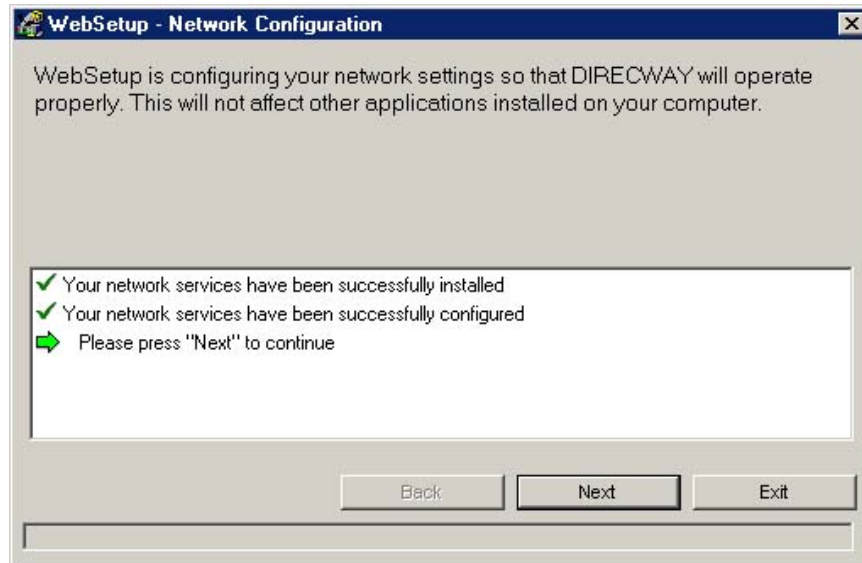 WebSetup - Network Configuration
WebSetup is configuring your network settings so that DIRECWAY will operate
properly. This will not affect other applications installed on your computer.
Your network services have been successfully installed
Your network services have been successfully configured
Please press "Next" to continue
Back Next Exit